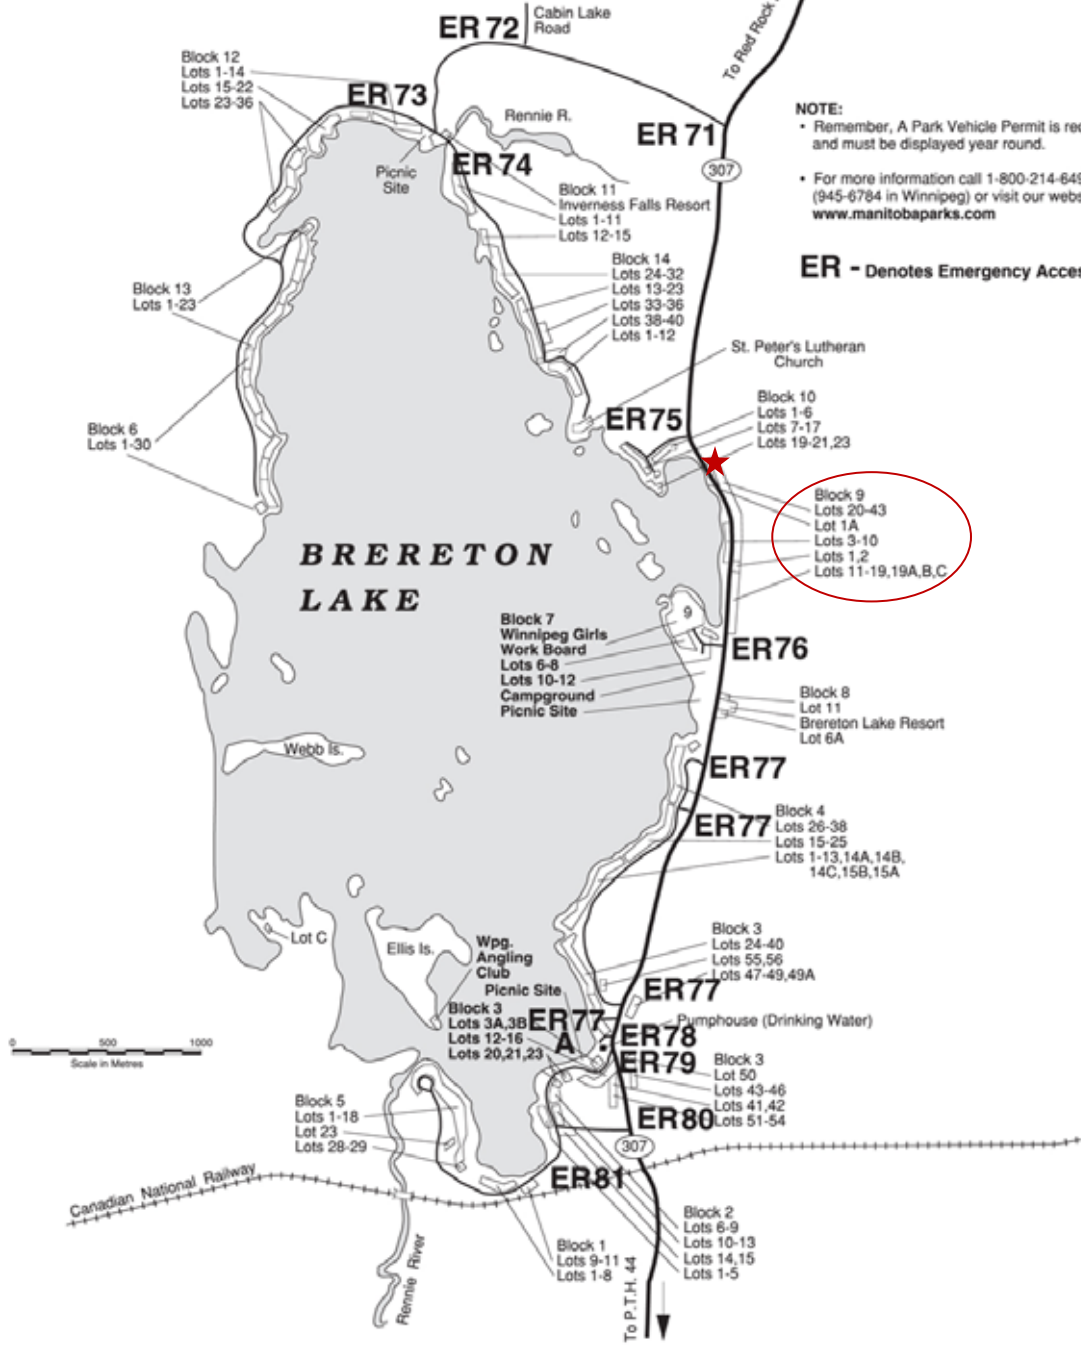 ER 72
Cabin Lake
Road
To Red Rock
Block 12
Lots 1-14
Lots 15-22
Lots 23-36
ER 73
Rennie R.
ER 71
307
NOTE:
• Remember, A Park Vehicle Permit is
and must be displayed year round.
• For more information call 1-800-214-649
(945-6784 in Winnipeg) or visit our
www.manitobaparks.com
ER - Denotes Emergency
Picnic
Site
ER 74
Block 11
Inverness Falls Resort
Lots 1-11
Lots 12-15
Block 14
Lots 24-32
Lots 13-23
Lots 33-36
Lots 38-40
Lots 1-12
Block 13
Lots 1-23
St. Peter's Lutheran
Church
Block 10
Lots 1-6
Lots 7-17
Lots 19-21,23
ER75
Block 6
Lots 1-30
Block 9
Lots 20-43
Lot 1A
Lots 3-10
Lots 1,2
Lots 11-19,19A,B,C
BRERETON
LAKE
9
Block 7
Winnipeg Girls
Work Board
Lots 6-8
Lots 10-12
Campground
Picnic Site
ER76
Block 8
Lot 11
Brereton Lake Resort
Lot 6A
Webb Is.
ER77
ER77
Block 4
Lots 26-38
Lots 15-25
Lots 1-13,14A,14B,
14C,15B,15A
Lot C
Ellis Is.
Wpg.
Angling
Club
Picnic Site
Block 3
Lots 24-40
Lots 55,56
Lots 47-49,49A
ER77
Block 3
Lots 3A,3B
Lots 12-16
Lots 20,21,23
ER77
A
Pumphouse (Drinking Water)
ER78
ER79
Block 3
Lot 50
Lots 43-46
Lots 41,42
Lots 51-54
ER80
0 500 1000
Scale in Metres
Block 5
Lots 1-18
Lot 23
Lots 28-29
307
ER81
Canadian National Railway
Rennie River
Block 2
Lots 6-9
Lots 10-13
Lots 14,15
Lots 1-5
Block 1
Lots 9-11
Lots 1-8
To P.T.H. 44